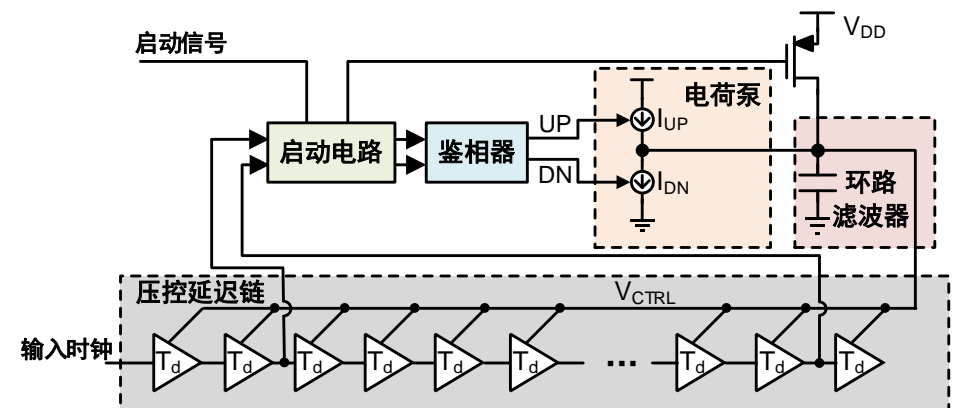 V_DD
启动信号
电荷泵
I_UP
UP
启动电路
鉴相器
DN
I_DN
环路
滤波器
压控延迟链
V_CTRL
输入时钟
T_d T_d T_d T_d T_d T_d ... T_d T_d T_d